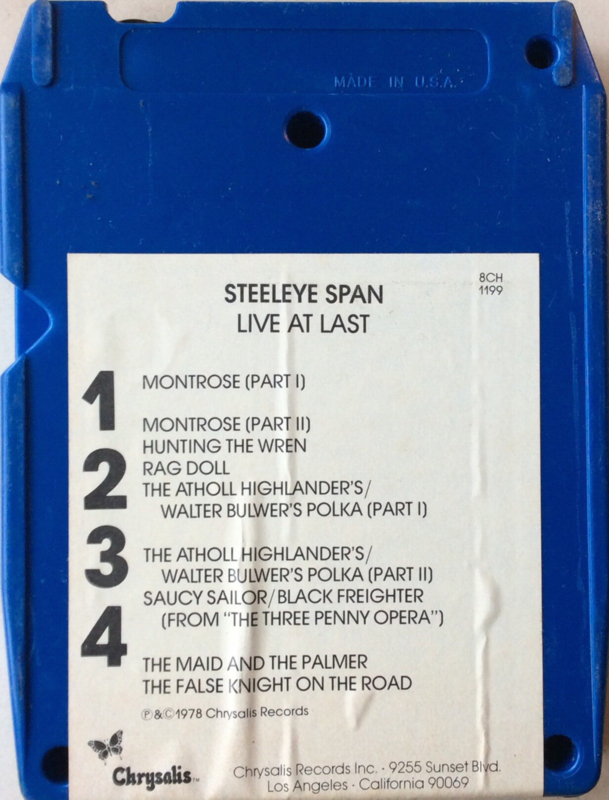 MADE IN U.S.A.
8CH
1199
STEELEYE SPAN
LIVE AT LAST
1
MONTROSE (PART I)
MONTROSE (PART II)
HUNTING THE WREN
2
RAG DOLL
THE ATHOLL HIGHLANDER'S/
WALTER BULWER'S POLKA (PART I)
3
THE ATHOLL HIGHLANDER'S/
WALTER BULWER'S POLKA (PART II)
SAUCY SAILOR/BLACK FREIGHTER
(FROM "THE THREE PENNY OPERA")
4
THE MAID AND THE PALMER
THE FALSE KNIGHT ON THE ROAD
℗&©1978 Chrysalis Records
Chrysalis™
Chrysalis Records Inc. · 9255 Sunset Blvd.
Los Angeles · California 90069